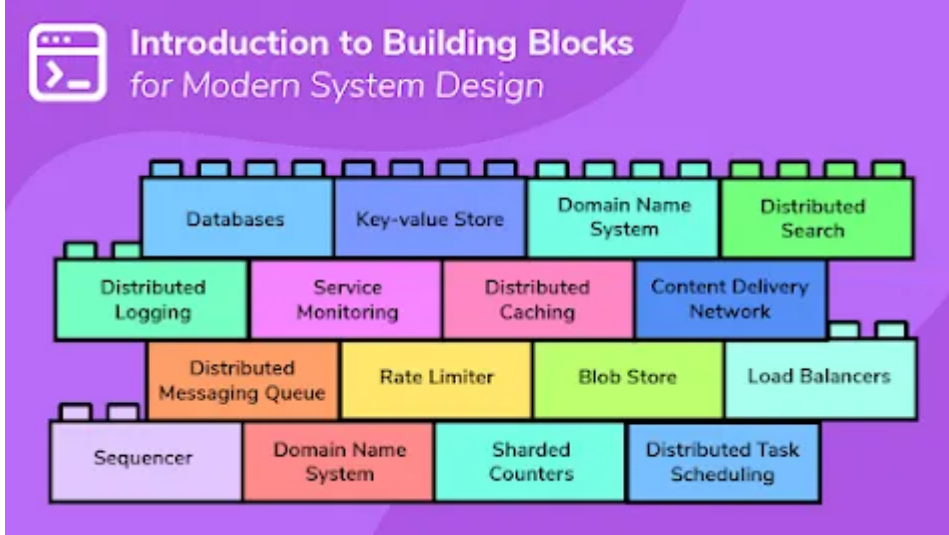 Introduction to Building Blocks
for Modern System Design
Databases
Key-value Store
Domain Name
System
Distributed
Search
Distributed
Logging
Service
Monitoring
Distributed
Caching
Content Delivery
Network
Distributed
Messaging Queue
Rate Limiter
Blob Store
Load Balancers
Sequencer
Domain Name
System
Sharded
Counters
Distributed Task
Scheduling